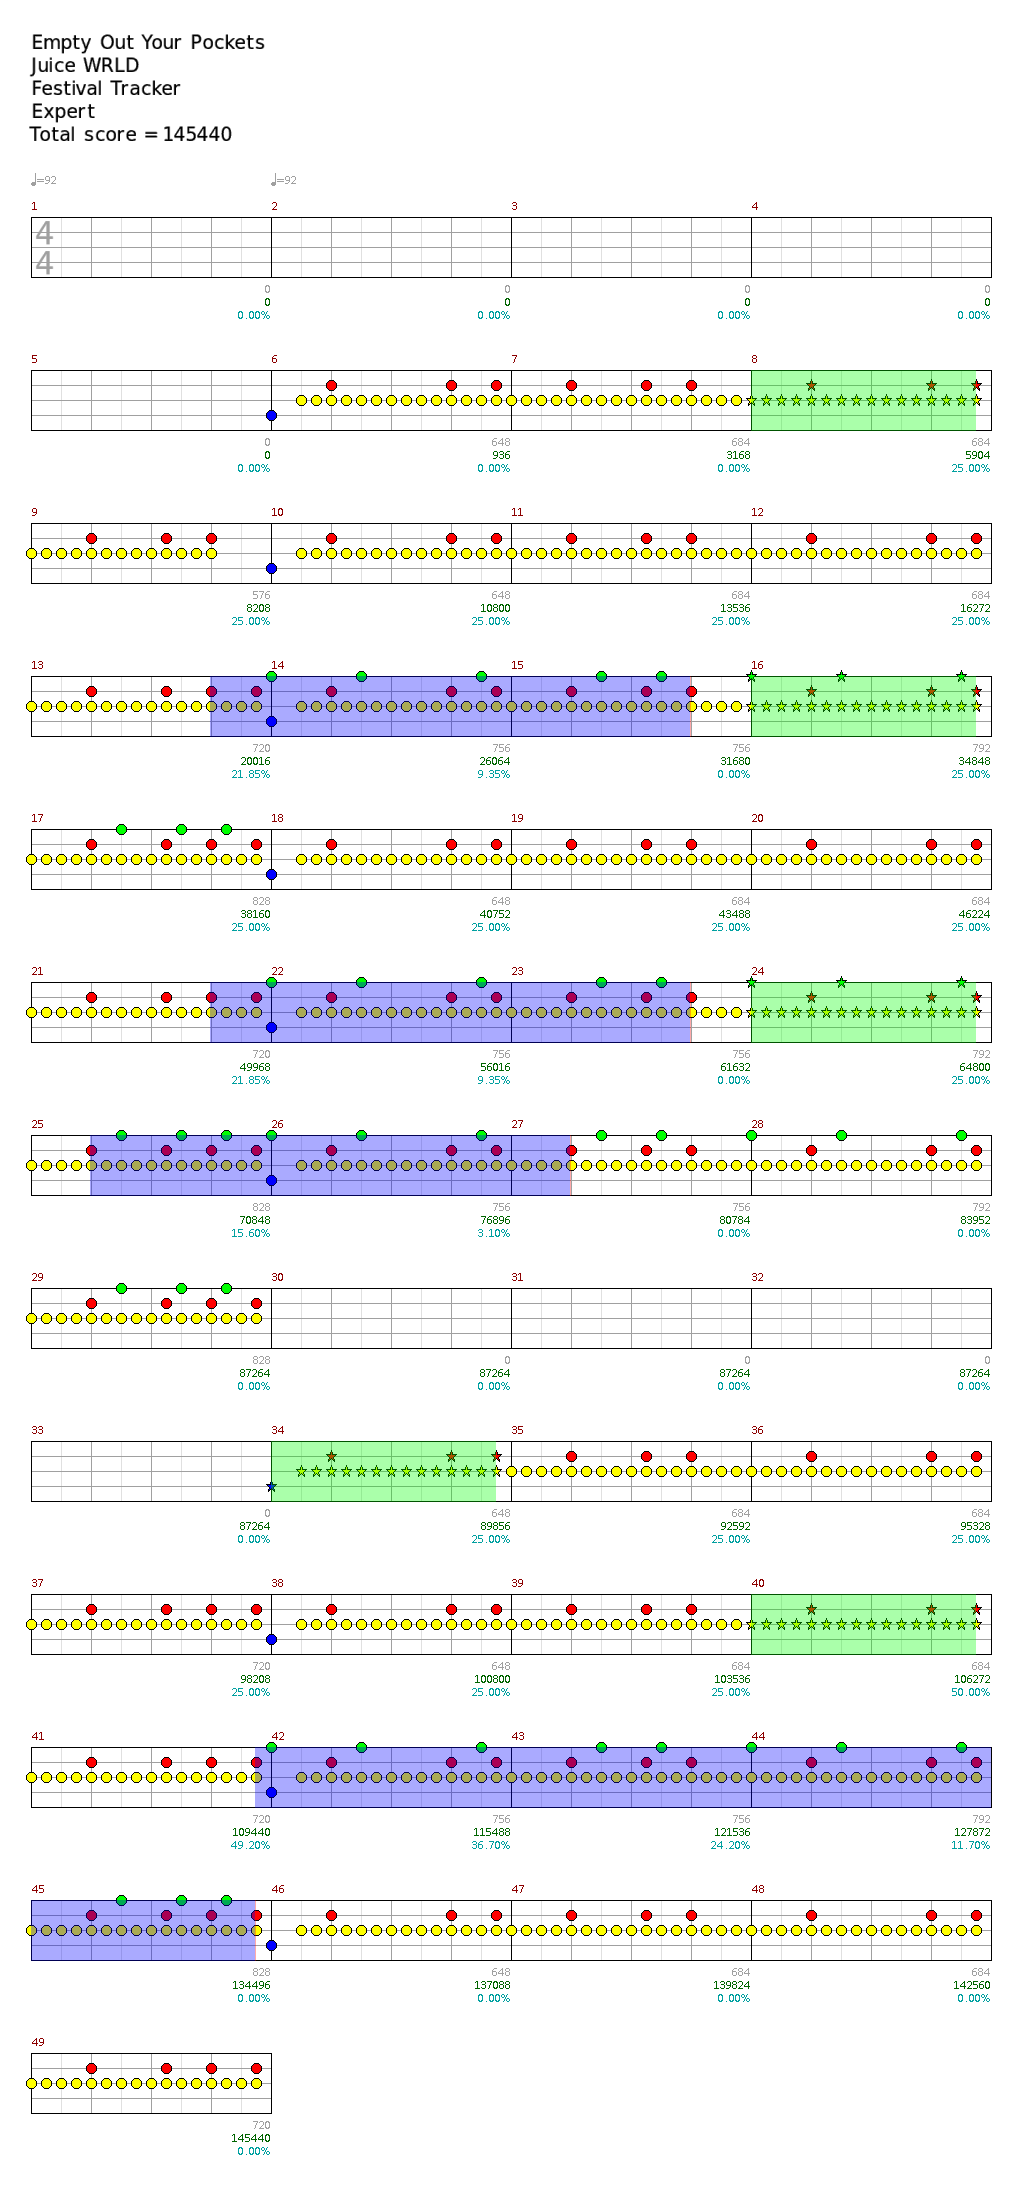 Empty Out Your Pockets
Juice WRLD
Festival Tracker
Expert
Total score = 145440
♩=92 ♩=92
1 2 3 4
4
4
0 0 0 0
0 0 0 0
0.00% 0.00% 0.00% 0.00%
5 6 7 8
0 648 684 684
0 936 3168 5904
0.00% 0.00% 0.00% 25.00%
9 10 11 12
576 648 684 684
8208 10800 13536 16272
25.00% 25.00% 25.00% 25.00%
13 14 15 16
720 756 756 792
20016 26064 31680 34848
21.85% 9.35% 0.00% 25.00%
17 18 19 20
828 648 684 684
38160 40752 43488 46224
25.00% 25.00% 25.00% 25.00%
21 22 23 24
720 756 756 792
49968 56016 61632 64800
21.85% 9.35% 0.00% 25.00%
25 26 27 28
828 756 756 792
70848 76896 80784 83952
15.60% 3.10% 0.00% 0.00%
29 30 31 32
828 0 0 0
87264 87264 87264 87264
0.00% 0.00% 0.00% 0.00%
33 34 35 36
0 648 684 684
87264 89856 92592 95328
0.00% 25.00% 25.00% 25.00%
37 38 39 40
720 648 684 684
98208 100800 103536 106272
25.00% 25.00% 25.00% 50.00%
41 42 43 44
720 756 756 792
109440 115488 121536 127872
49.20% 36.70% 24.20% 11.70%
45 46 47 48
828 648 684 684
134496 137088 139824 142560
0.00% 0.00% 0.00% 0.00%
49
720
145440
0.00%